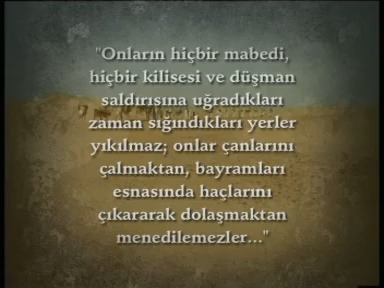 "Onların hiçbir mabedi,
hiçbir kilisesi ve düşman
saldırısına uğradıkları
zaman sığındıkları yerler
yıkılmaz; onlar çanlarını
çalmaktan, bayramları
esnasında haçlarını
çıkararak dolaşmaktan
menedilemezler..."